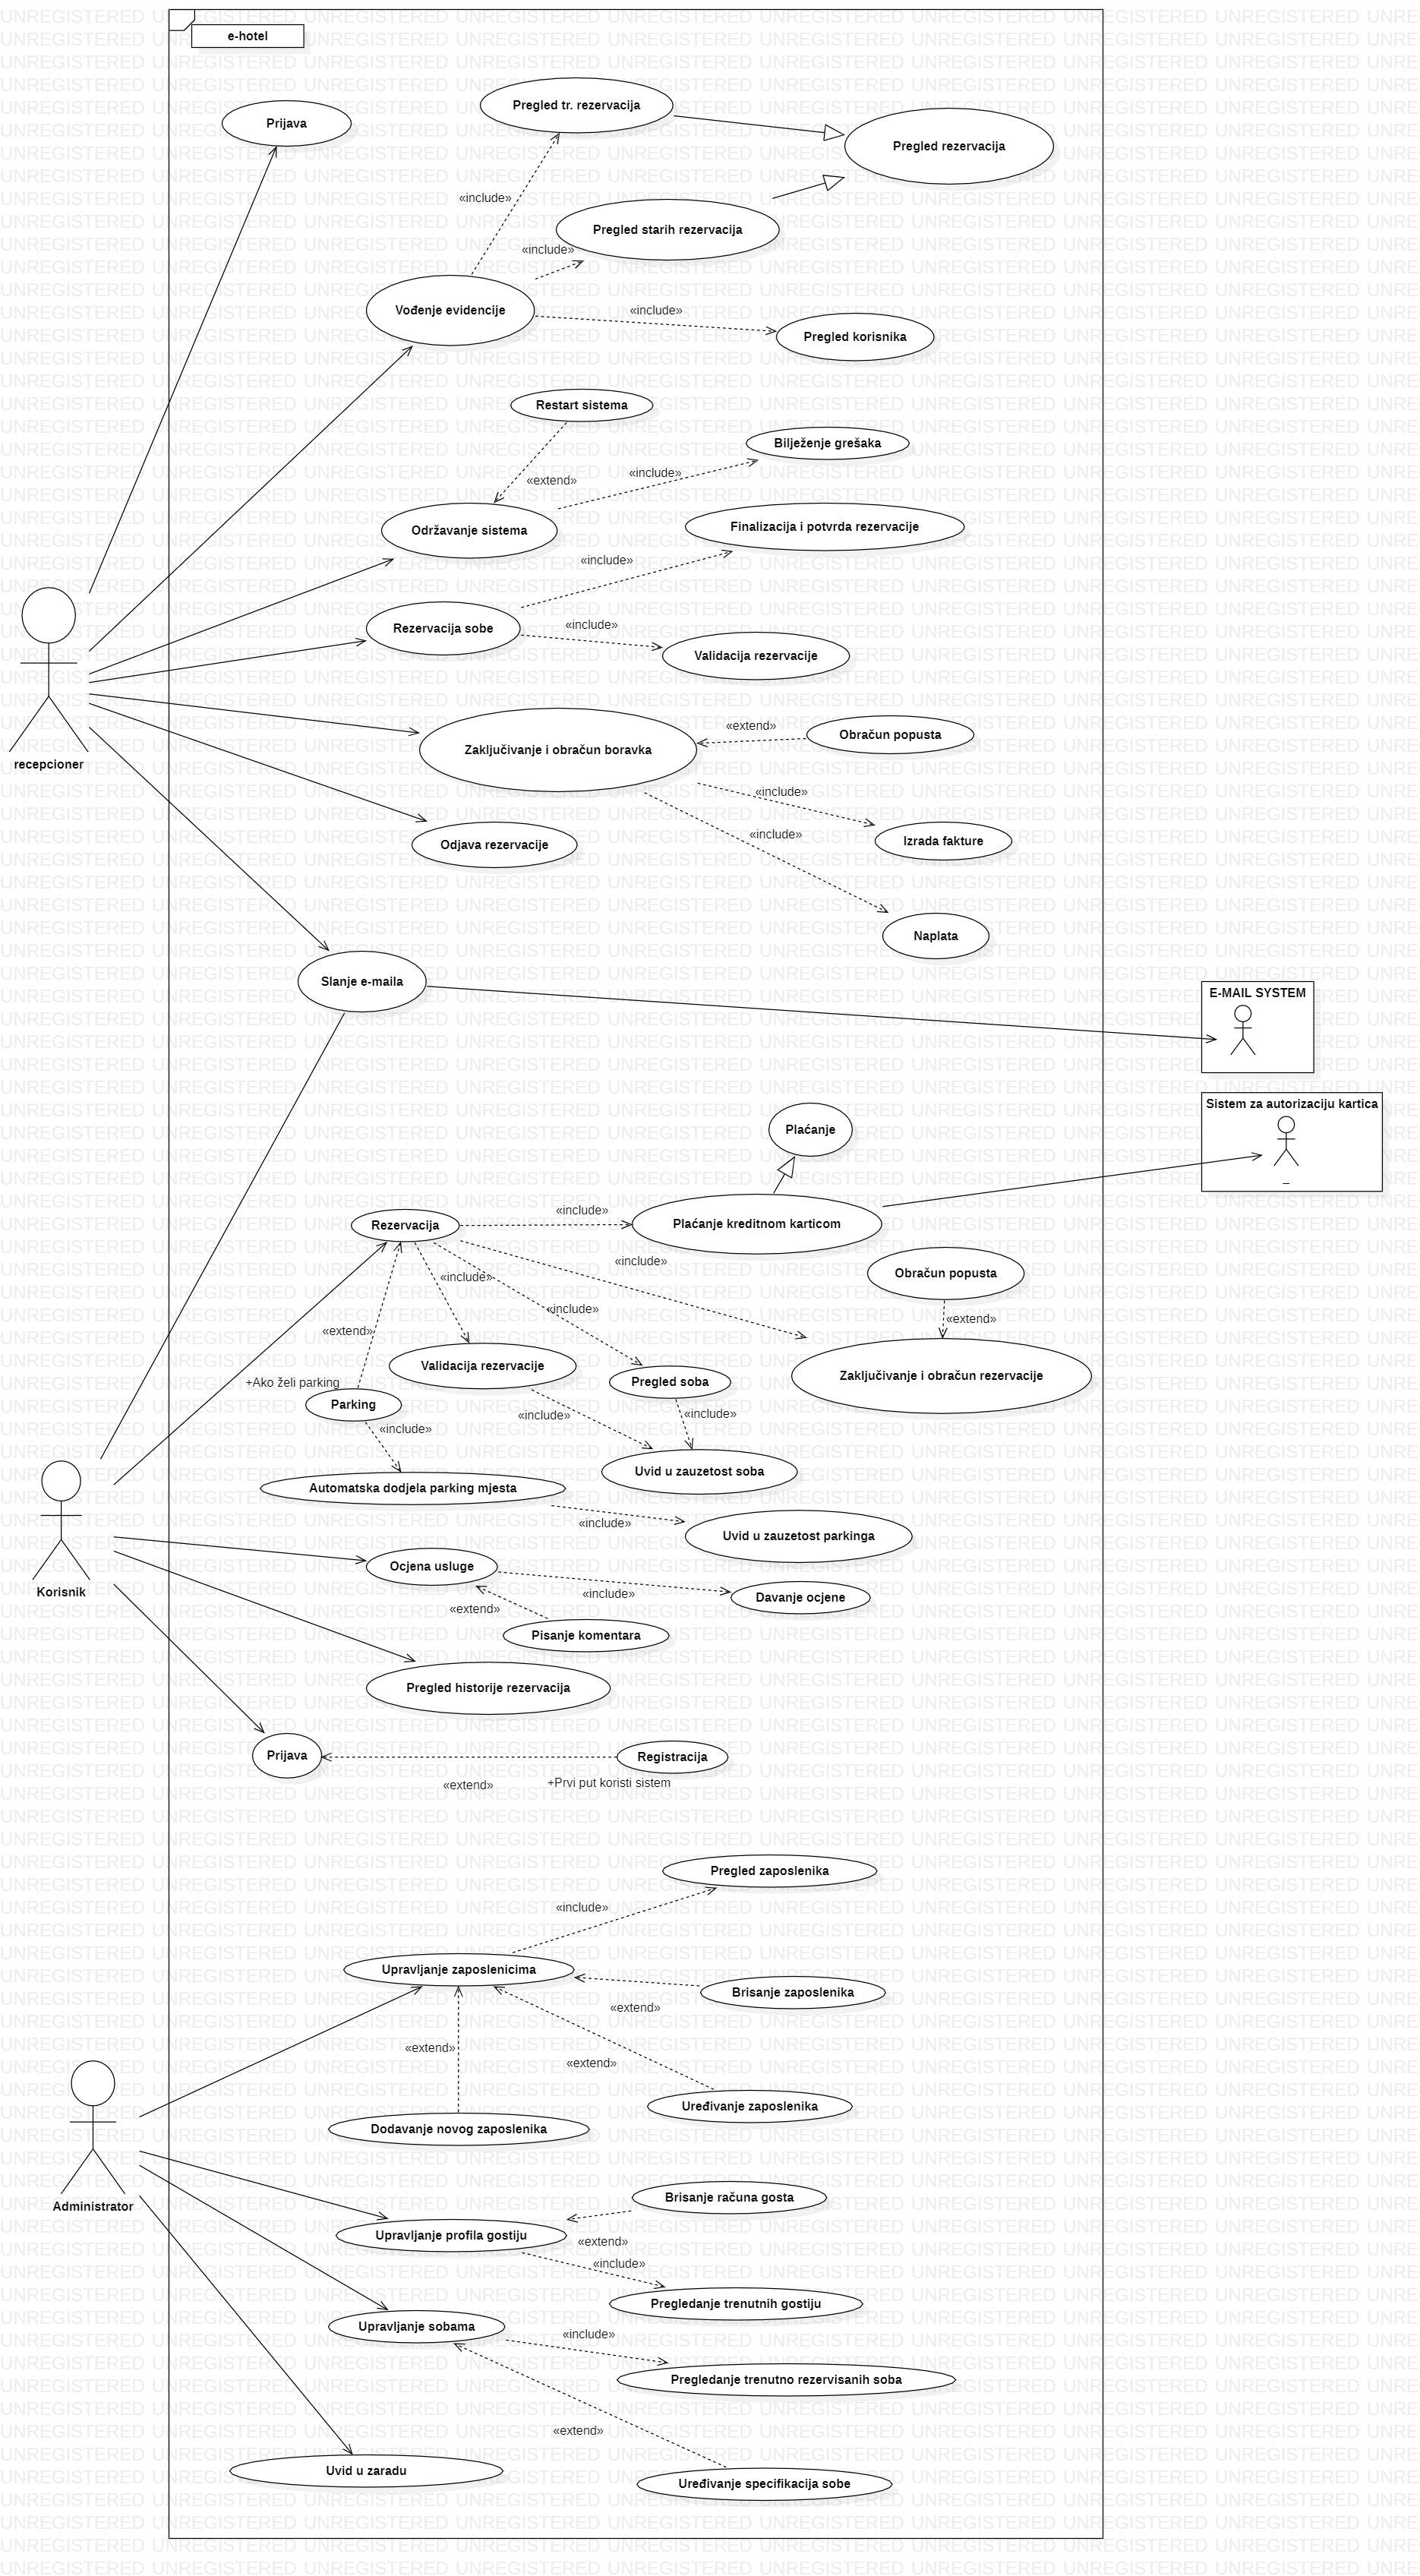 e-hotel
Pregled tr. rezervacija
Prijava
Pregled rezervacija
«include»
Pregled starih rezervacija
«include»
Vođenje evidencije
«include»
Pregled korisnika
Restart sistema
Bilježenje grešaka
«include»
«extend»
Održavanje sistema
Finalizacija i potvrda rezervacije
«include»
Rezervacija sobe
«include»
Validacija rezervacije
«extend»
Obračun popusta
Zaključivanje i obračun boravka
recepcioner
«include»
«include»
Izrada fakture
Odjava rezervacije
Naplata
Slanje e-maila
E-MAIL SYSTEM
Sistem za autorizaciju kartica
Plaćanje
_
«include»
Rezervacija
Plaćanje kreditnom karticom
«include»
Obračun popusta
«include»
«include»
«extend»
«extend»
Validacija rezervacije
Zaključivanje i obračun rezervacije
Pregled soba
+Ako želi parking
Parking
«include»
«include»
«include»
Uvid u zauzetost soba
Automatska dodjela parking mjesta
«include»
Uvid u zauzetost parkinga
Ocjena usluge
Korisnik
«include»
Davanje ocjene
«extend»
Pisanje komentara
Pregled historije rezervacija
Prijava
Registracija
«extend»
+Prvi put koristi sistem
Pregled zaposlenika
«include»
Upravljanje zaposlenicima
Brisanje zaposlenika
«extend»
«extend»
«extend»
Uređivanje zaposlenika
Dodavanje novog zaposlenika
Brisanje računa gosta
Administrator
Upravljanje profila gostiju
«extend»
«include»
Pregledanje trenutnih gostiju
Upravljanje sobama
«include»
Pregledanje trenutno rezervisanih soba
«extend»
Uvid u zaradu
Uređivanje specifikacija sobe